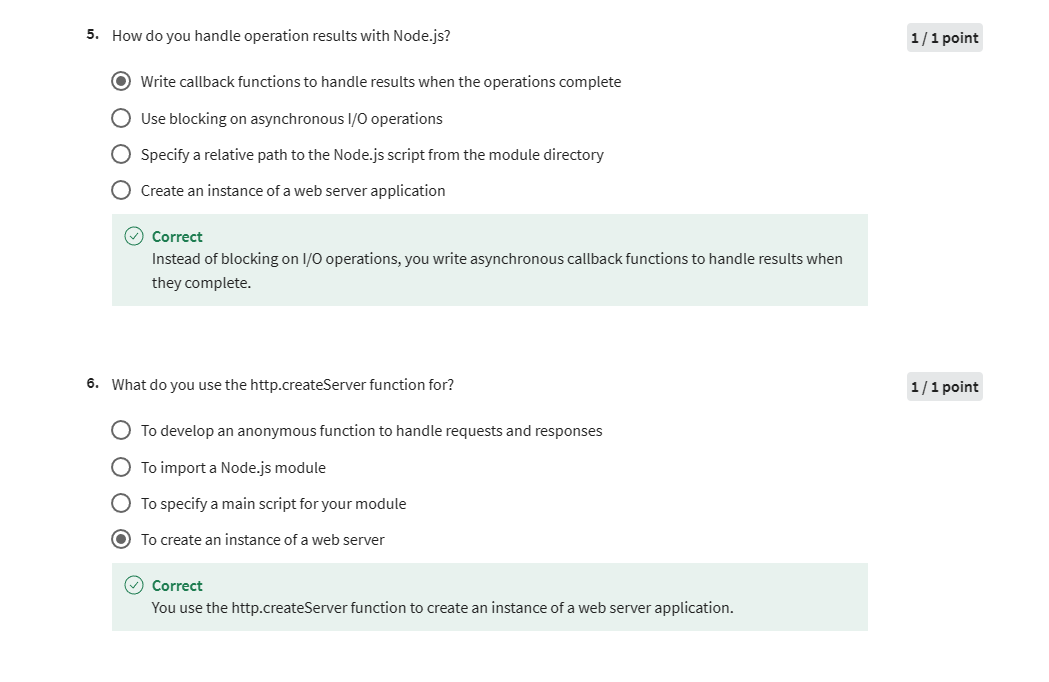 5. How do you handle operation results with Node.js?
1 / 1 point
Write callback functions to handle results when the operations complete
Use blocking on asynchronous I/O operations
Specify a relative path to the Node.js script from the module directory
Create an instance of a web server application
Correct
Instead of blocking on I/O operations, you write asynchronous callback functions to handle results when
they complete.
6. What do you use the http.createServer function for?
1 / 1 point
To develop an anonymous function to handle requests and responses
To import a Node.js module
To specify a main script for your module
To create an instance of a web server
Correct
You use the http.createServer function to create an instance of a web server application.